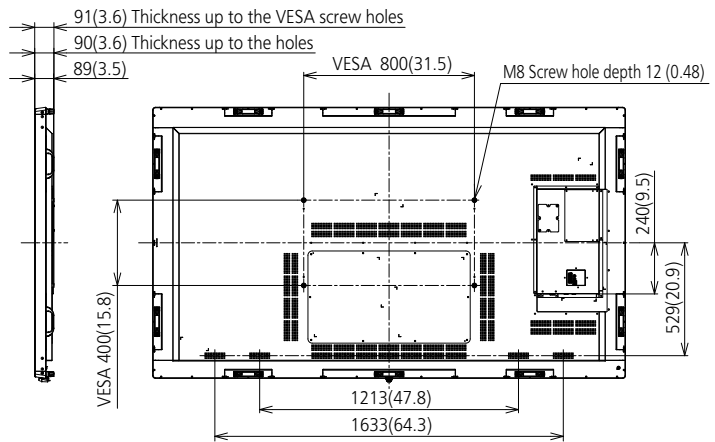 91(3.6) Thickness up to the VESA screw holes
90(3.6) Thickness up to the holes
89(3.5)
VESA 800(31.5)
M8 Screw hole depth 12 (0.48)
240(9.5)
529(20.9)
VESA 400(15.8)
1213(47.8)
1633(64.3)